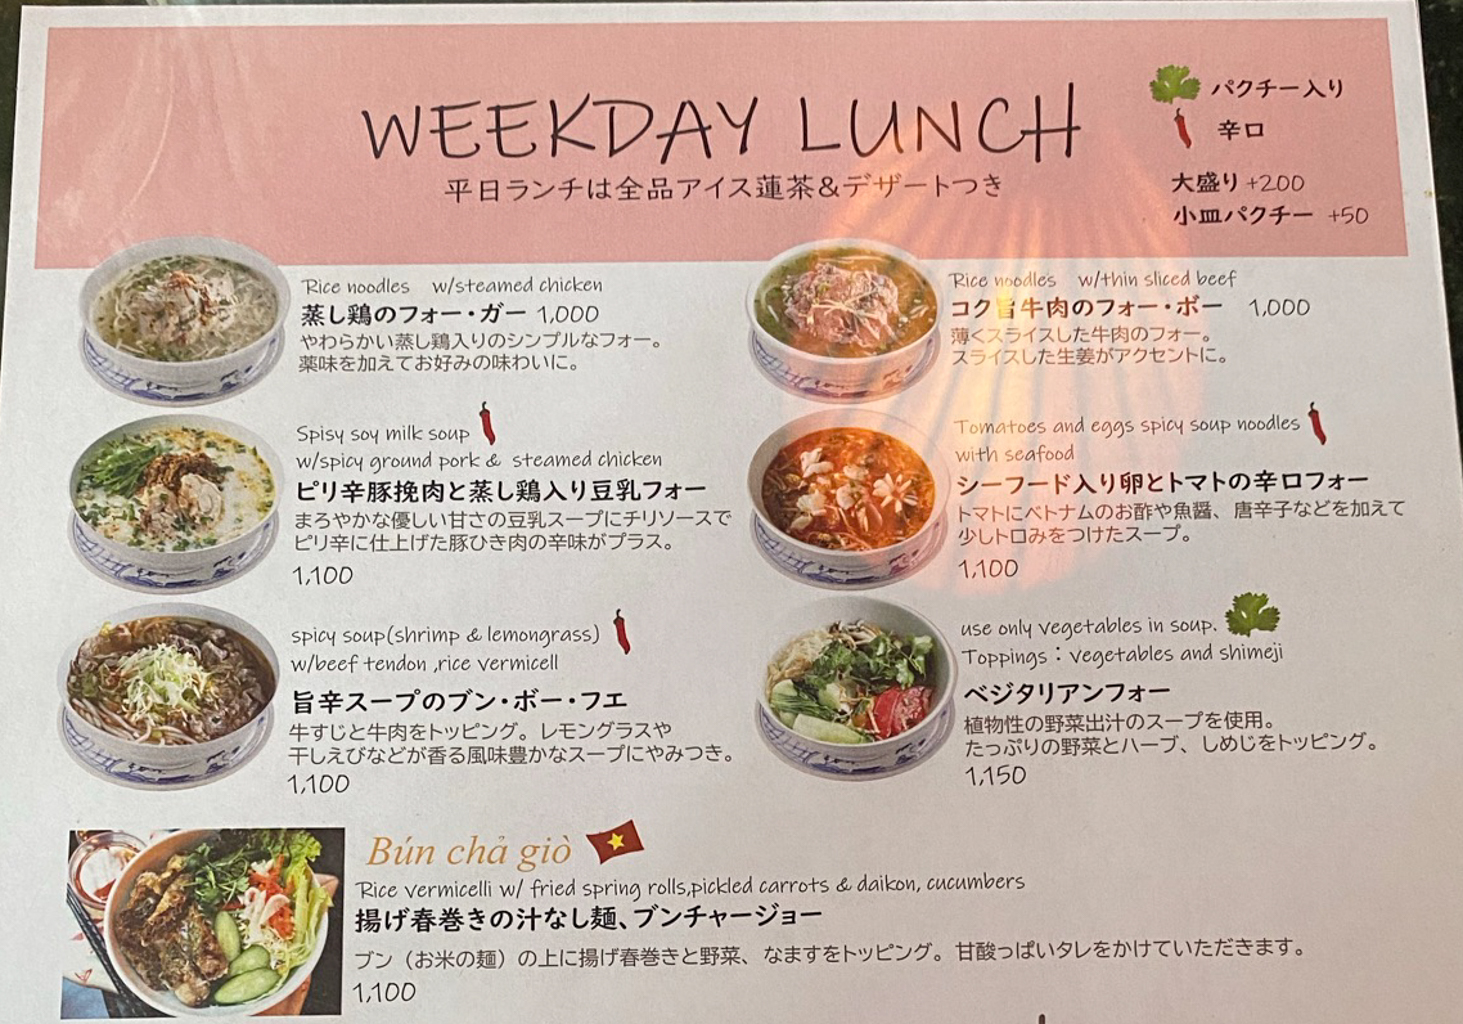 WEEKDAY LUNCH
平日ランチは全品アイス蓮茶&デザートつき
パクチー入り
辛口
大盛り +200
小皿パクチー +50
Rice noodles w/steamed chicken
蒸し鶏のフォー・ガー 1,000
やわらかい蒸し鶏入りのシンプルなフォー。
薬味を加えてお好みの味わいに。
Rice noodles w/thin sliced beef
コク旨牛肉のフォー・ボー 1,000
薄くスライスした牛肉のフォー。
スライスした生姜がアクセントに。
Spisy soy milk soup
w/spicy ground pork & steamed chicken
ピリ辛豚挽肉と蒸し鶏入り豆乳フォー
まろやかな優しい甘さの豆乳スープにチリソースで
ピリ辛に仕上げた豚ひき肉の辛味がプラス。
1,100
Tomatoes and eggs spicy soup noodles
with seafood
シーフード入り卵とトマトの辛口フォー
トマトにベトナムのお酢や魚醤、唐辛子などを加えて
少しトロみをつけたスープ。
1,100
spicy soup(shrimp & lemongrass)
w/beef tendon ,rice vermicell
旨辛スープのブン・ボー・フエ
牛すじと牛肉をトッピング。レモングラスや
干しえびなどが香る風味豊かなスープにやみつき。
1,100
use only vegetables in soup.
Toppings：vegetables and shimeji
ベジタリアンフォー
植物性の野菜出汁のスープを使用。
たっぷりの野菜とハーブ、しめじをトッピング。
1,150
Bún chả giò
Rice vermicelli w/ fried spring rolls,pickled carrots & daikon, cucumbers
揚げ春巻きの汁なし麺、ブンチャージョー
ブン（お米の麺）の上に揚げ春巻きと野菜、なますをトッピング。甘酸っぱいタレをかけていただきます。
1,100